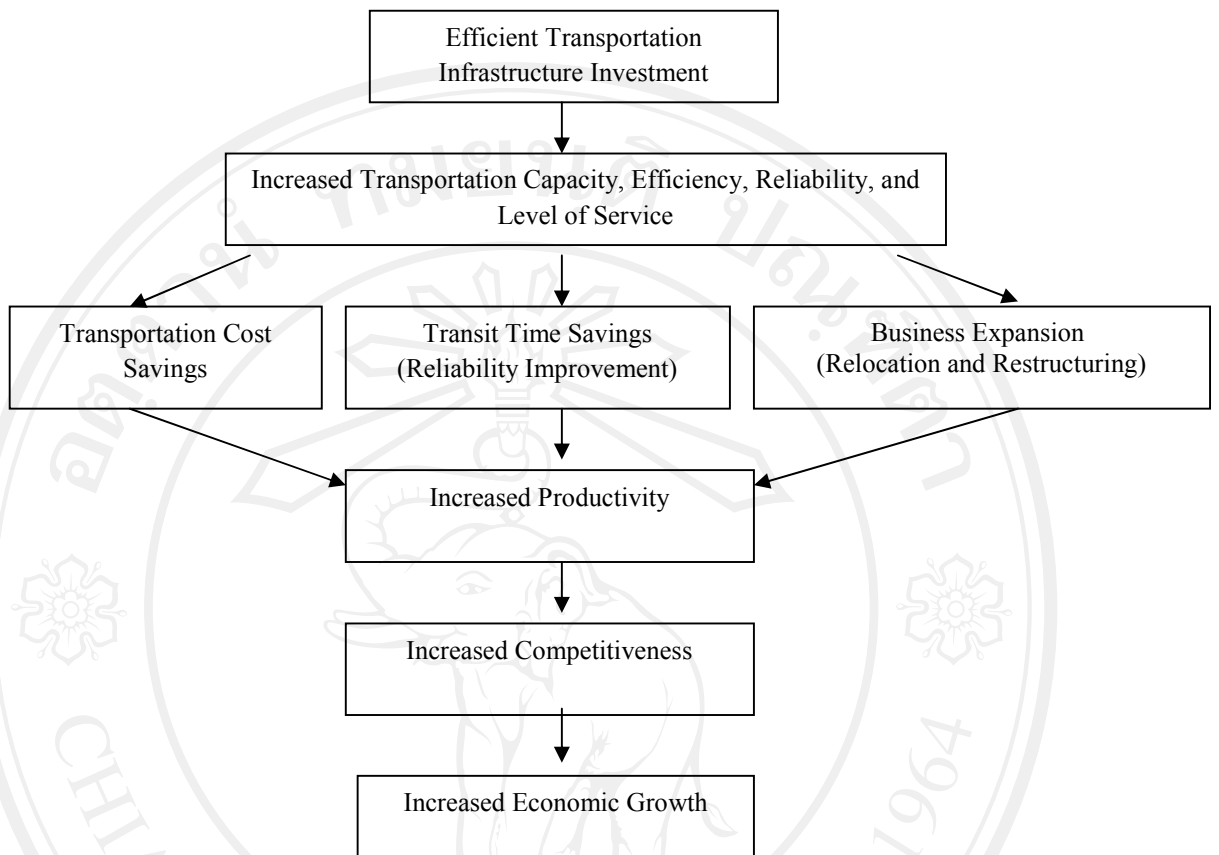 Efficient Transportation
Infrastructure Investment
Increased Transportation Capacity, Efficiency, Reliability, and
Level of Service
Transportation Cost
Savings
Transit Time Savings
(Reliability Improvement)
Business Expansion
(Relocation and Restructuring)
Increased Productivity
Increased Competitiveness
Increased Economic Growth
1964